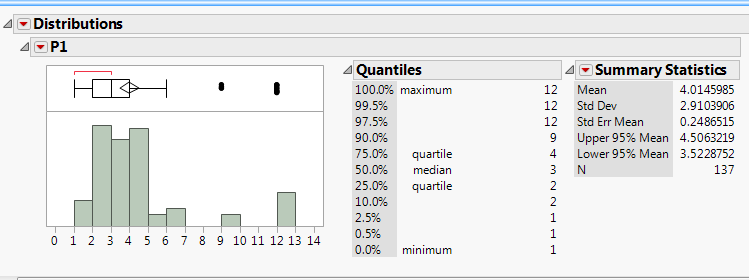 Distributions
P1
0 1 2 3 4 5 6 7 8 9 10 11 12 13 14
Quantiles
100.0% maximum 12
99.5% 12
97.5% 12
90.0% 9
75.0% quartile 4
50.0% median 3
25.0% quartile 2
10.0% 2
2.5% 1
0.5% 1
0.0% minimum 1
Summary Statistics
Mean 4.0145985
Std Dev 2.9103906
Std Err Mean 0.2486515
Upper 95% Mean 4.5063219
Lower 95% Mean 3.5228752
N 137